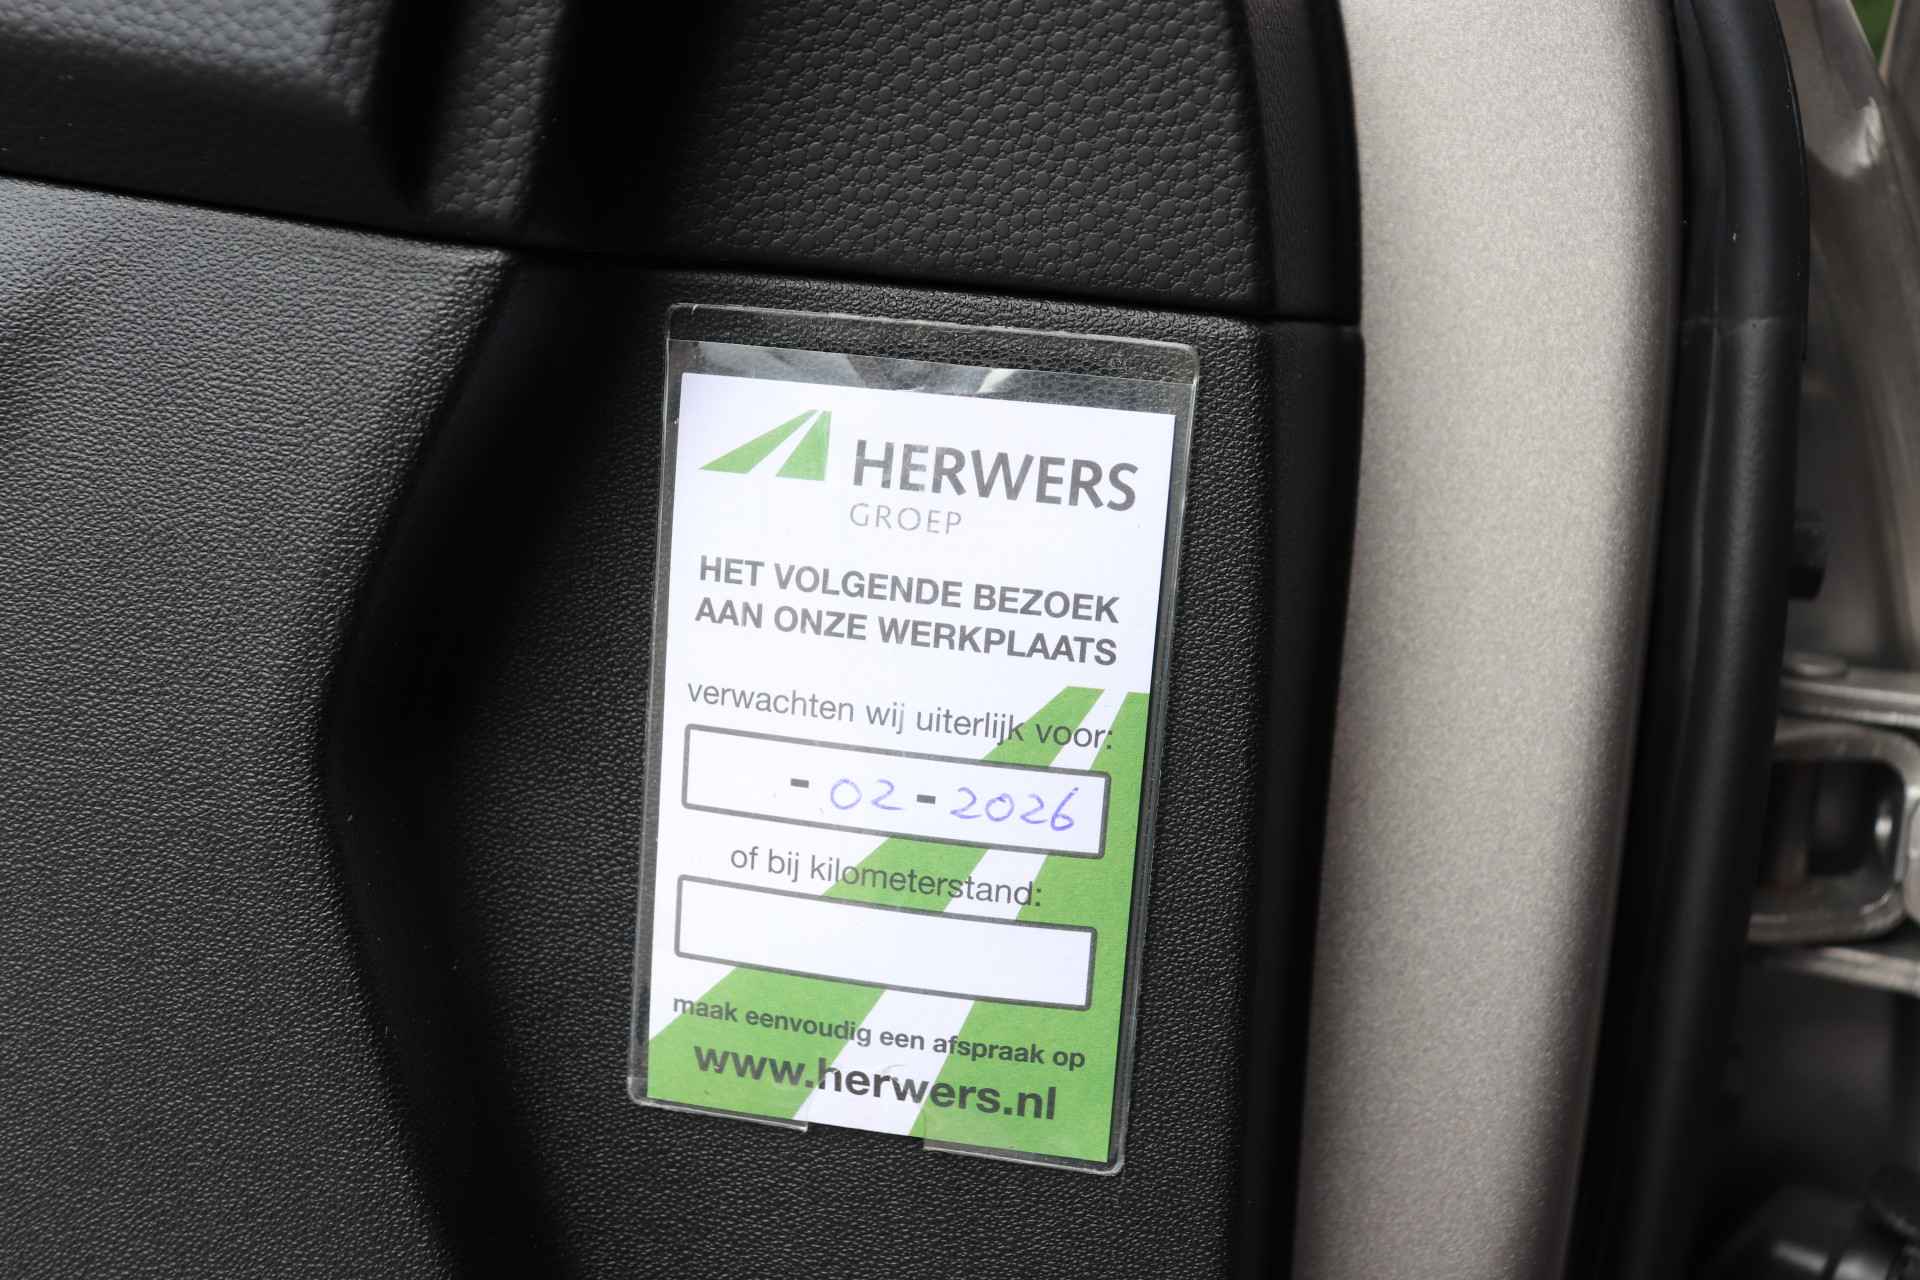 HERWERS
GROEP
HET VOLGENDE BEZOEK
AAN ONZE WERKPLAATS
verwachten wij uiterlijk voor:
- 02 - 2026
of bij kilometerstand:
maak eenvoudig een afspraak op
www.herwers.nl